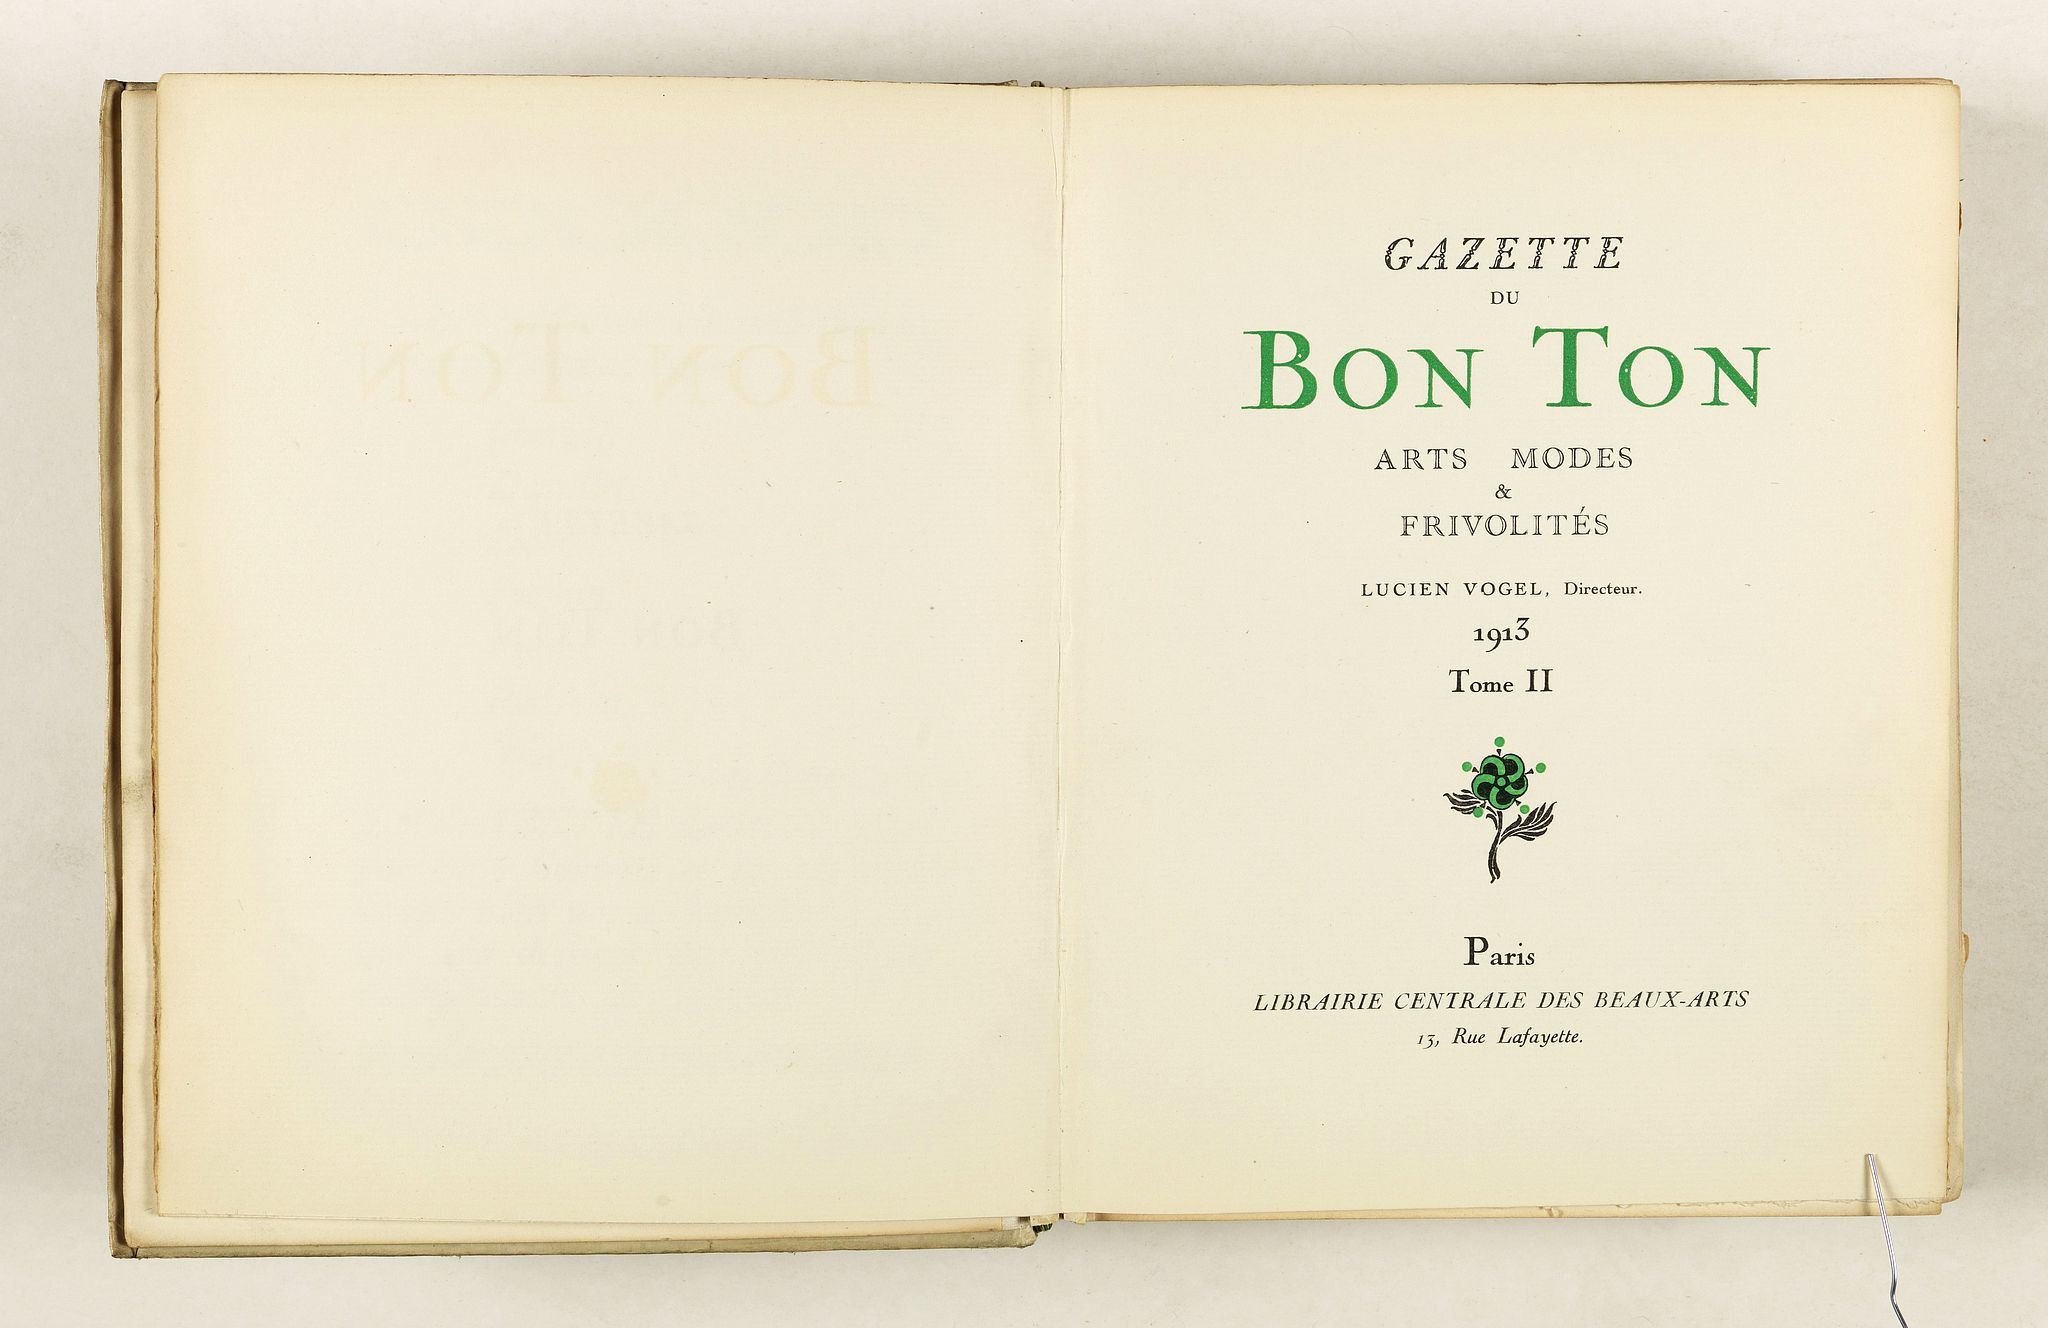 GAZETTE
DU
BON TON
ARTS MODES
&
FRIVOLITÉS
LUCIEN VOGEL, Directeur.
1913
Tome II
Paris
LIBRAIRIE CENTRALE DES BEAUX-ARTS
13, Rue Lafayette.